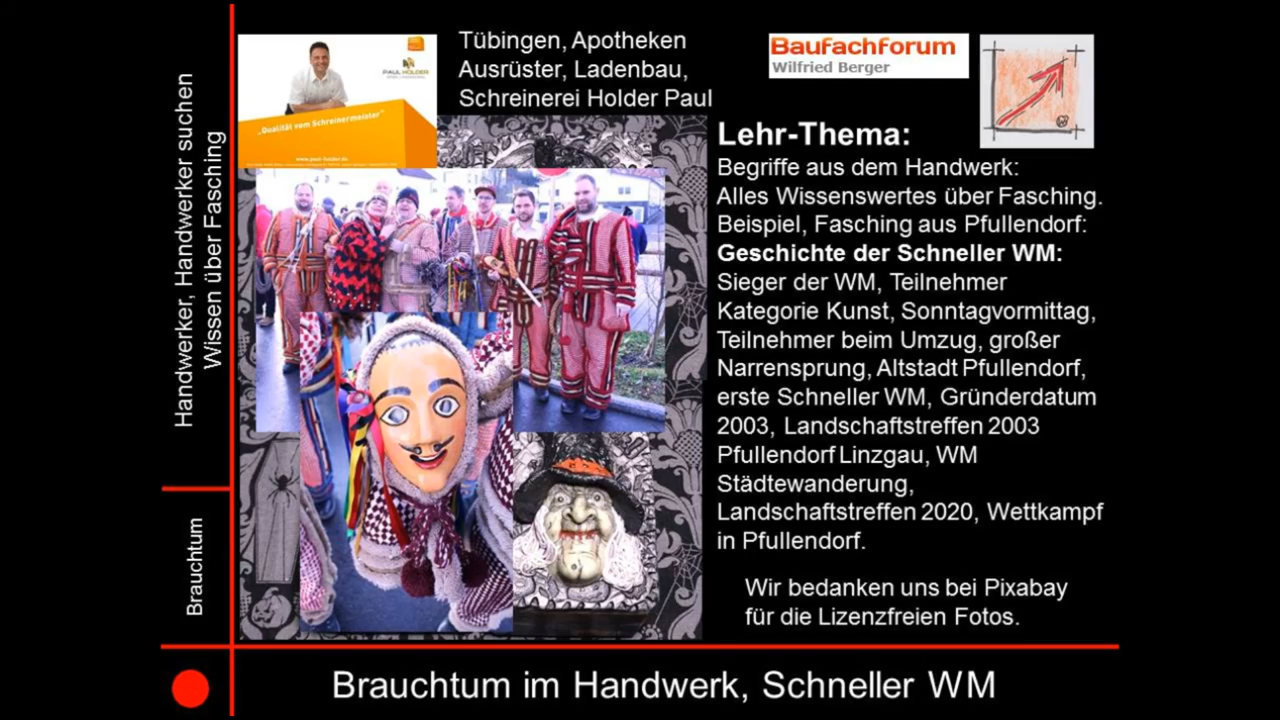 Handwerker, Handwerker suchen
Wissen über Fasching
Brauchtum
PAUL HOLDER
„Qualität vom Schreinermeister“
www.paul-holder.de
Tübingen, Apotheken
Ausrüster, Ladenbau,
Schreinerei Holder Paul
Baufachforum
Wilfried Berger
Lehr-Thema:
Begriffe aus dem Handwerk:
Alles Wissenswertes über Fasching.
Beispiel, Fasching aus Pfullendorf:
Geschichte der Schneller WM:
Sieger der WM, Teilnehmer
Kategorie Kunst, Sonntagvormittag,
Teilnehmer beim Umzug, großer
Narrensprung, Altstadt Pfullendorf,
erste Schneller WM, Gründerdatum
2003, Landschaftstreffen 2003
Pfullendorf Linzgau, WM
Städtewanderung,
Landschaftstreffen 2020, Wettkampf
in Pfullendorf.
Wir bedanken uns bei Pixabay
für die Lizenzfreien Fotos.
Brauchtum im Handwerk, Schneller WM